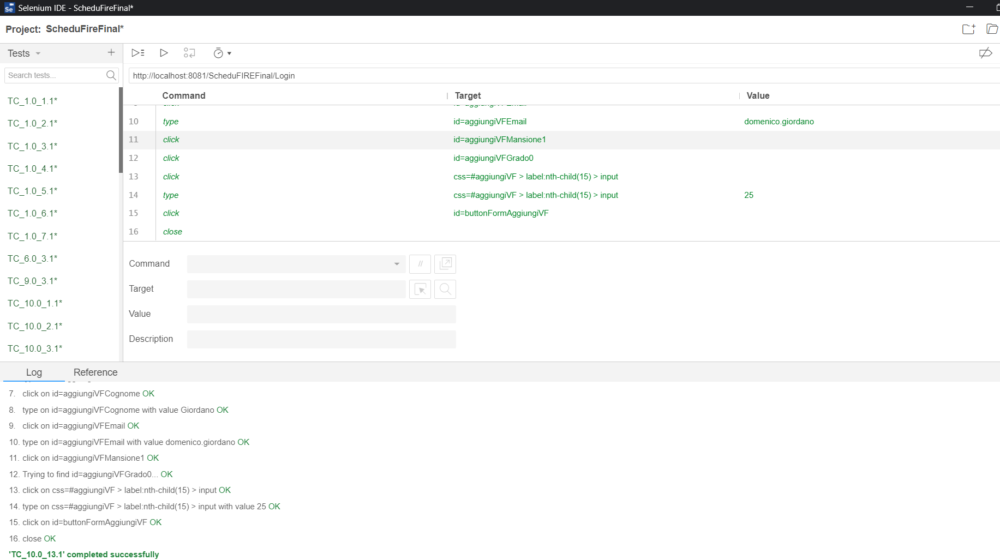 Selenium IDE - ScheduFireFinal*
Project: ScheduFireFinal*
Tests
Search tests...
TC_1.0_1.1*
TC_1.0_2.1*
TC_1.0_3.1*
TC_1.0_4.1*
TC_1.0_5.1*
TC_1.0_6.1*
TC_1.0_7.1*
TC_6.0_3.1*
TC_9.0_3.1*
TC_10.0_1.1*
TC_10.0_2.1*
TC_10.0_3.1*
http://localhost:8081/ScheduFIREFinal/Login
Command Target Value
10 type id=aggiungiVFEmail domenico.giordano
11 click id=aggiungiVFMansione1
12 click id=aggiungiVFGrado0
13 click css=#aggiungiVF > label:nth-child(15) > input
14 type css=#aggiungiVF > label:nth-child(15) > input 25
15 click id=buttonFormAggiungiVF
16 close
Command //
Target
Value
Description
Log Reference
7. click on id=aggiungiVFCognome OK
8. type on id=aggiungiVFCognome with value Giordano OK
9. click on id=aggiungiVFEmail OK
10. type on id=aggiungiVFEmail with value domenico.giordano OK
11. click on id=aggiungiVFMansione1 OK
12. Trying to find id=aggiungiVFGrado0... OK
13. click on css=#aggiungiVF > label:nth-child(15) > input OK
14. type on css=#aggiungiVF > label:nth-child(15) > input with value 25 OK
15. click on id=buttonFormAggiungiVF OK
16. close OK
'TC_10.0_13.1' completed successfully